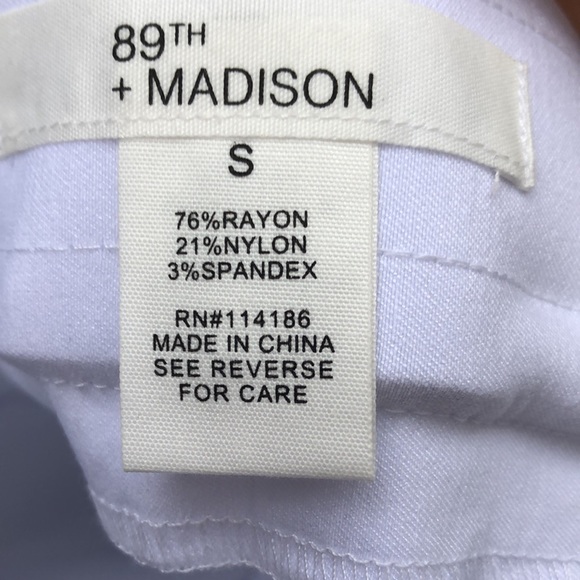 89TH
+ MADISON
S
76%RAYON
21%NYLON
3%SPANDEX
RN#114186
MADE IN CHINA
SEE REVERSE
FOR CARE